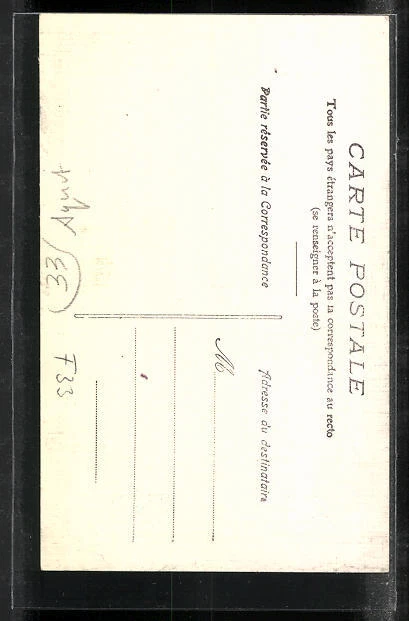 CARTE POSTALE
Tous les pays étrangers n'acceptent pas la correspondance au recto
(se renseigner à la poste)
Partie réservée à la Correspondance
Adresse du destinataire
M
33
F33